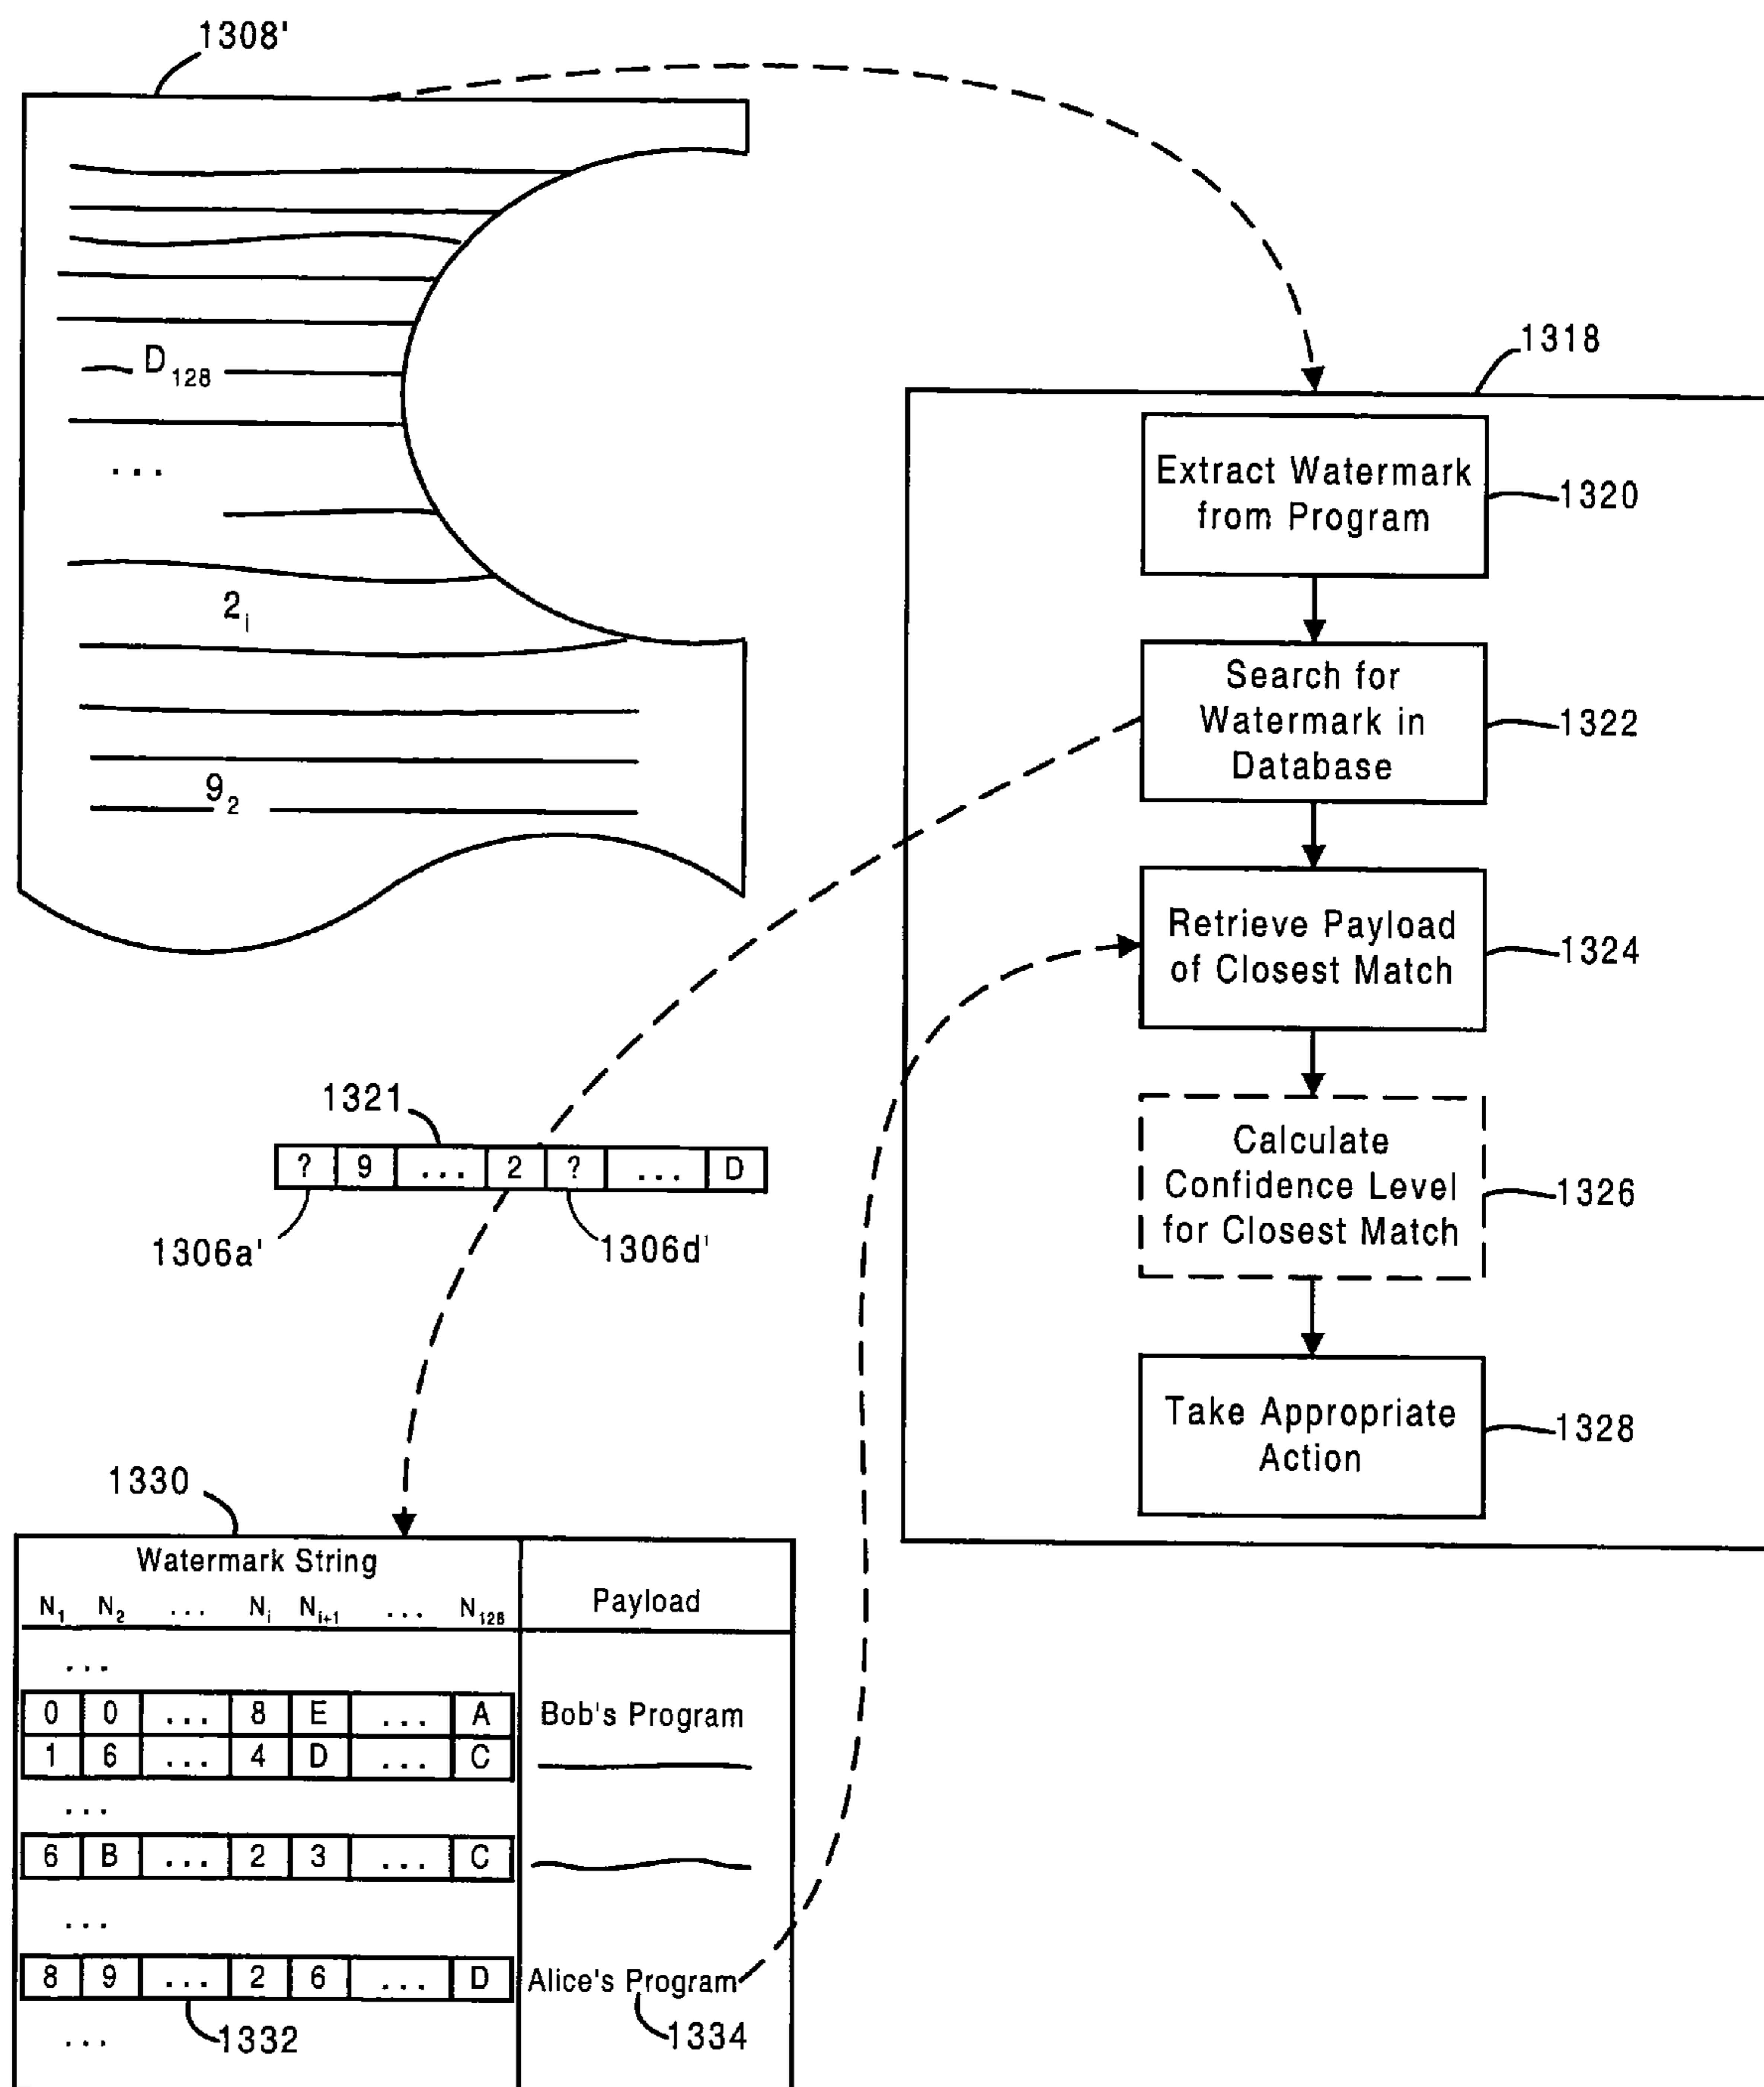 1308'
D128
...
2i
92
1318
Extract Watermark
from Program
1320
Search for
Watermark in
Database
1322
Retrieve Payload
of Closest Match
1324
Calculate
Confidence Level
for Closest Match
1326
Take Appropriate
Action
1328
1321
? 9 ... 2 ? ... D
1306a' 1306d'
1330
Watermark String
Payload
N1 N2 ... Ni Ni+1 ... N128
...
0 0 ... 8 E ... A Bob's Program
1 6 ... 4 D ... C
...
6 B ... 2 3 ... C
...
8 9 ... 2 6 ... D Alice's Program
1332 1334
...